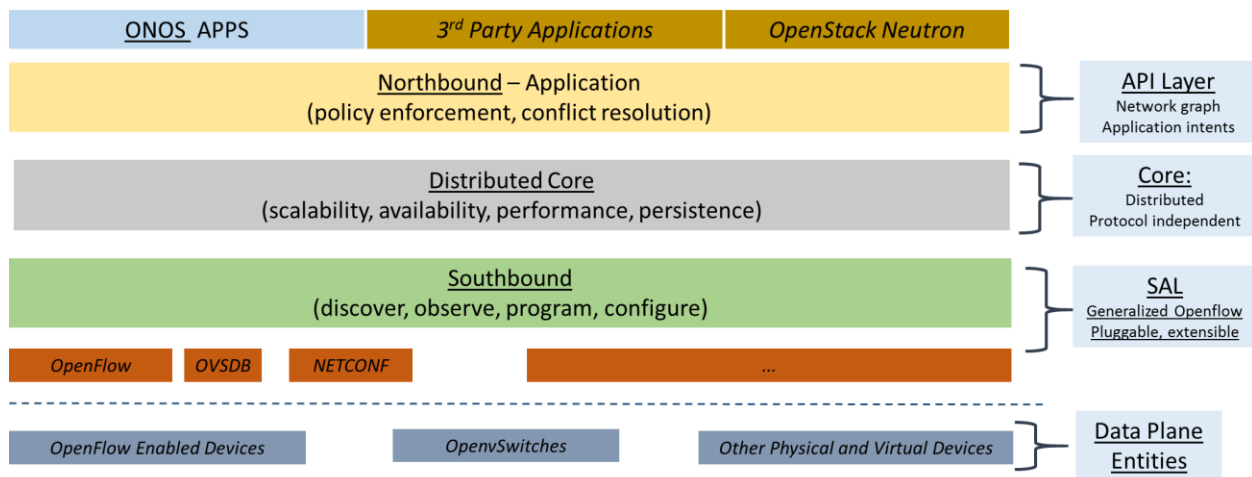 ONOS APPS
3rd Party Applications
OpenStack Neutron
Northbound – Application
(policy enforcement, conflict resolution)
API Layer
Network graph
Application intents
Distributed Core
(scalability, availability, performance, persistence)
Core:
Distributed
Protocol independent
Southbound
(discover, observe, program, configure)
SAL
Generalized Openflow
Pluggable, extensible
OpenFlow
OVSDB
NETCONF
...
OpenFlow Enabled Devices
OpenvSwitches
Other Physical and Virtual Devices
Data Plane
Entities